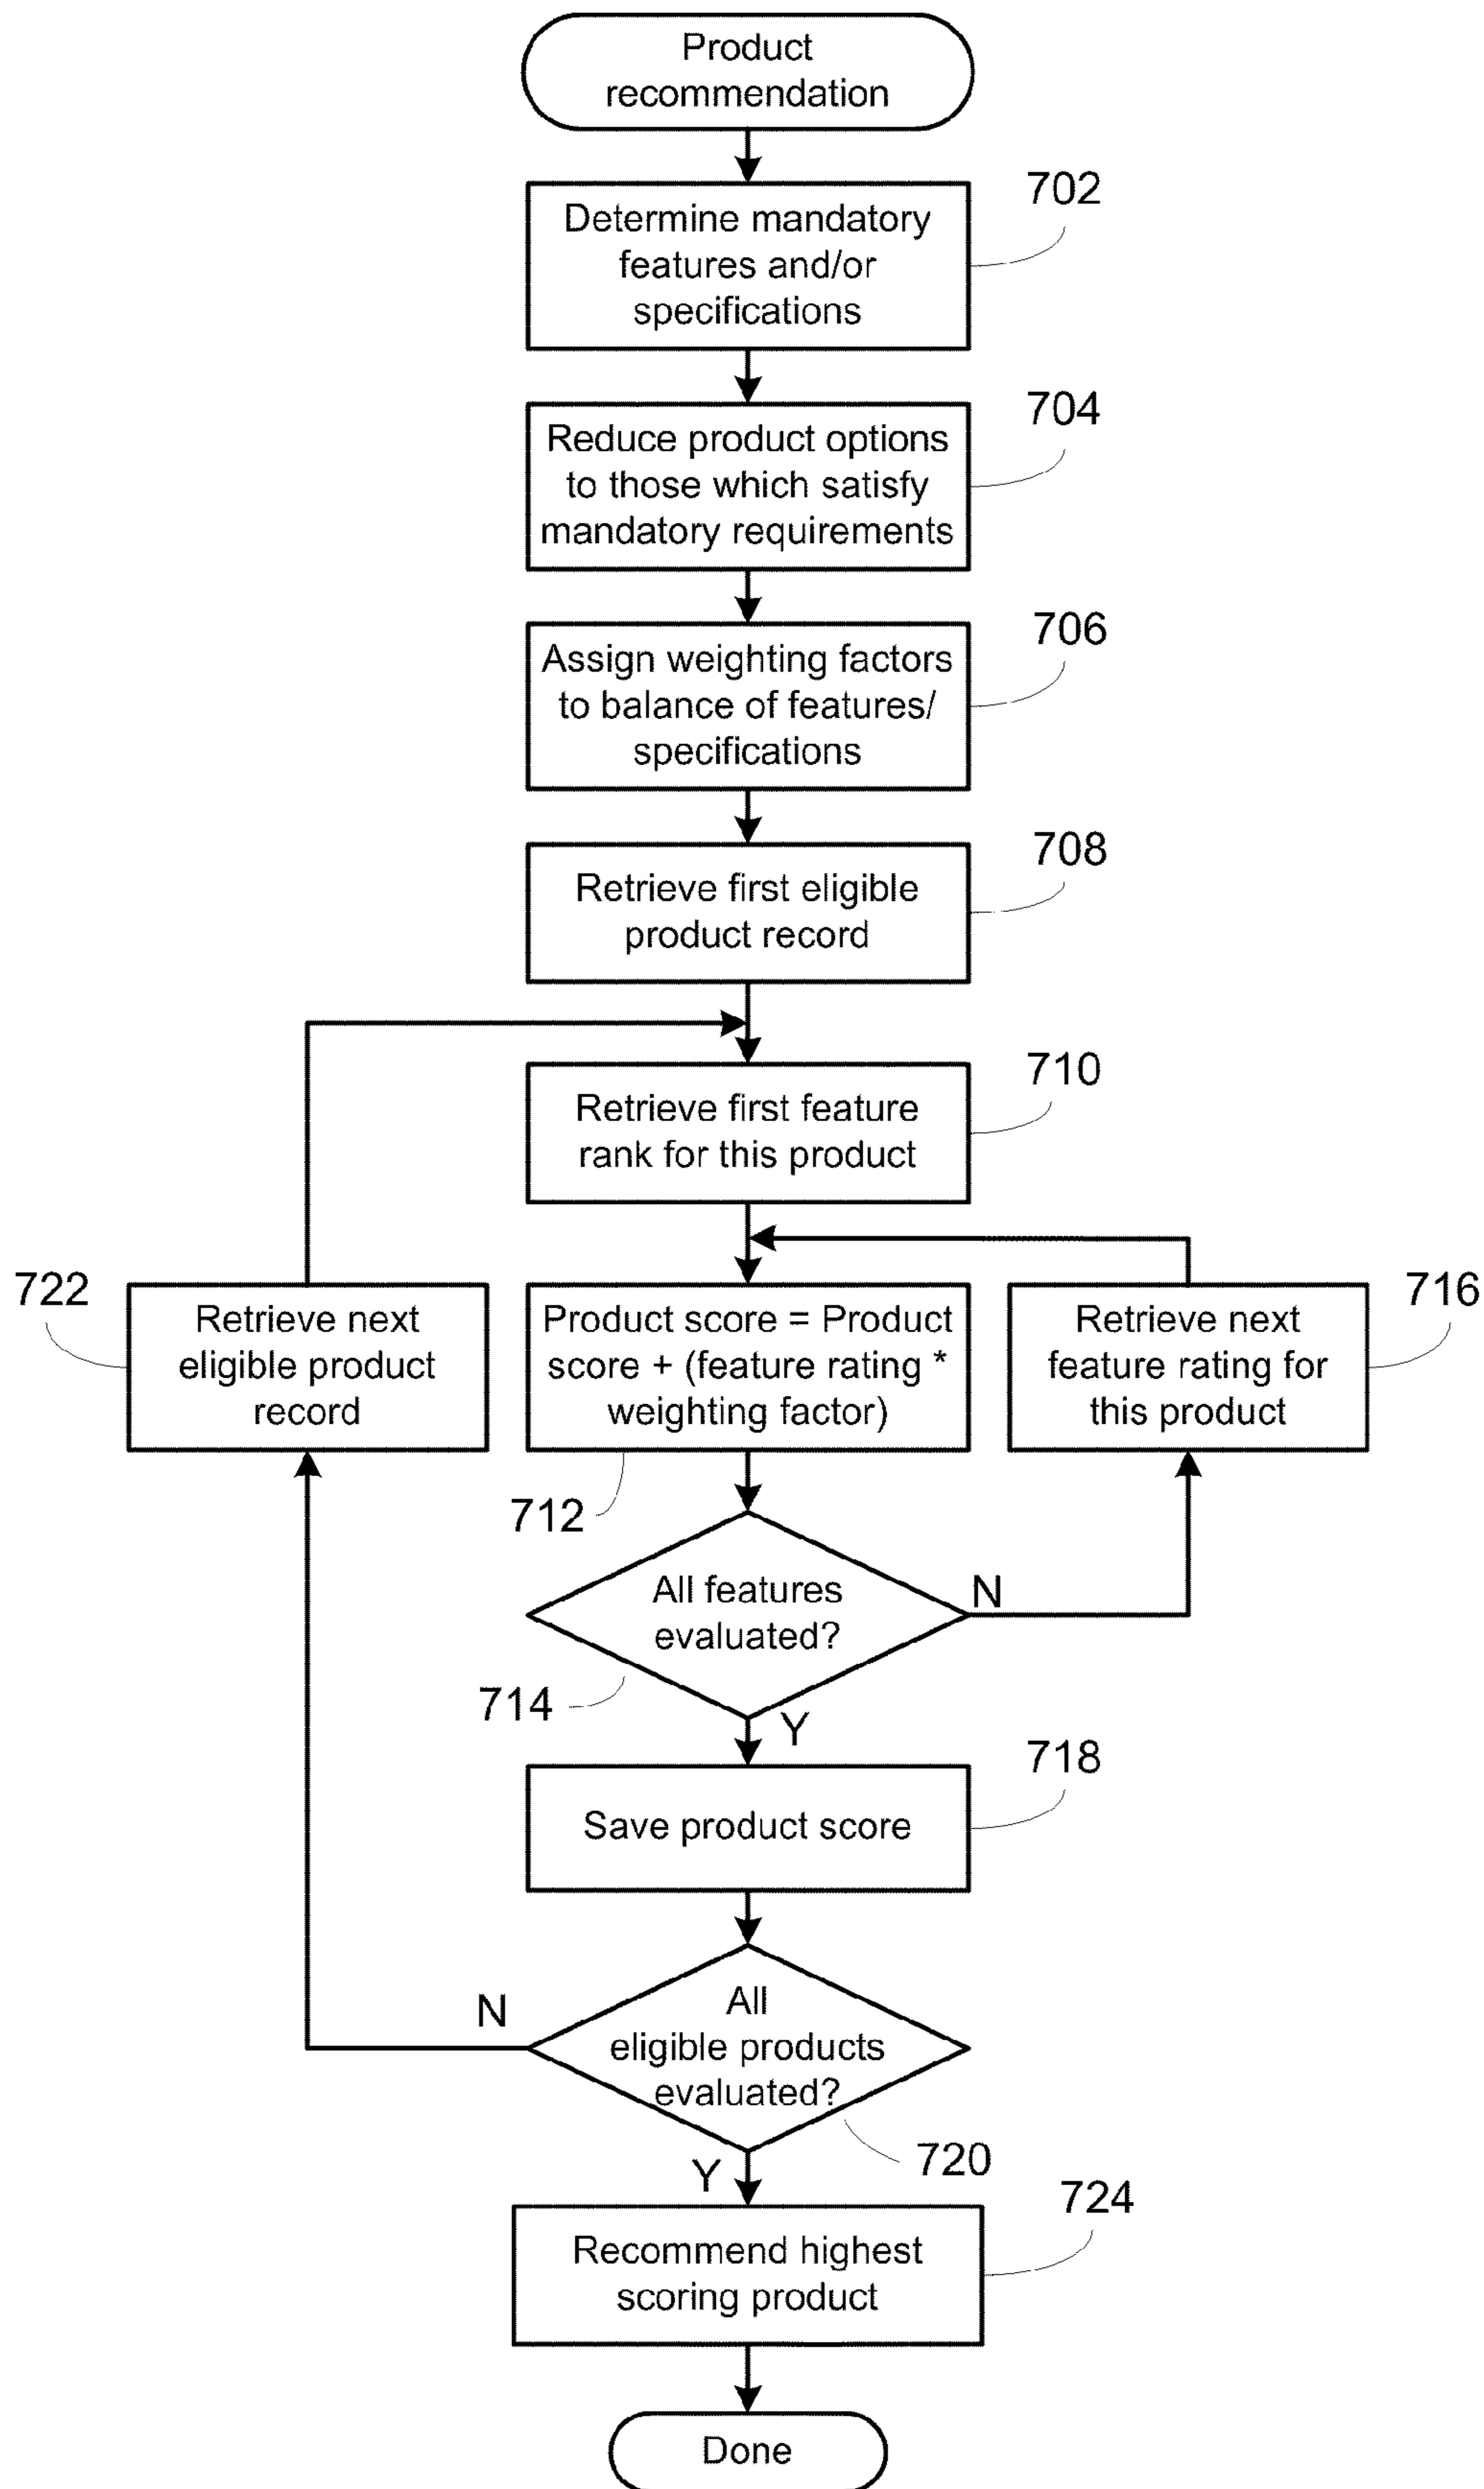 Product
recommendation
702
Determine mandatory
features and/or
specifications
704
Reduce product options
to those which satisfy
mandatory requirements
706
Assign weighting factors
to balance of features/
specifications
708
Retrieve first eligible
product record
710
Retrieve first feature
rank for this product
722
Retrieve next
eligible product
record
Product score = Product
score + (feature rating *
weighting factor)
716
Retrieve next
feature rating for
this product
712
All features
evaluated?
N
714
Y
718
Save product score
N
All
eligible products
evaluated?
720
Y
724
Recommend highest
scoring product
Done